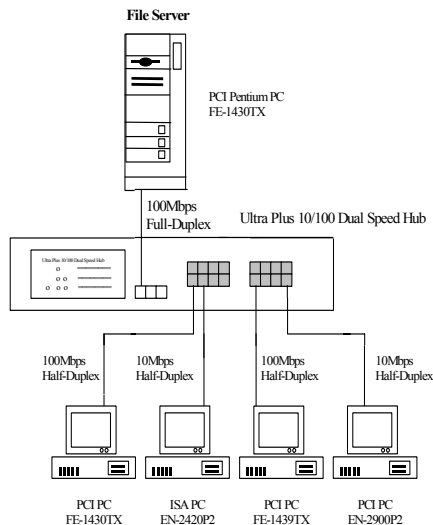 File Server
PCI Pentium PC
FE-1430TX
100Mbps
Full-Duplex
Ultra Plus 10/100 Dual Speed Hub
Ultra Plus 10/100 Dual Speed Hub
100Mbps
Half-Duplex
10Mbps
Half-Duplex
100Mbps
Half-Duplex
10Mbps
Half-Duplex
PCI PC
FE-1430TX
ISA PC
EN-2420P2
PCI PC
FE-1439TX
PCI PC
EN-2900P2